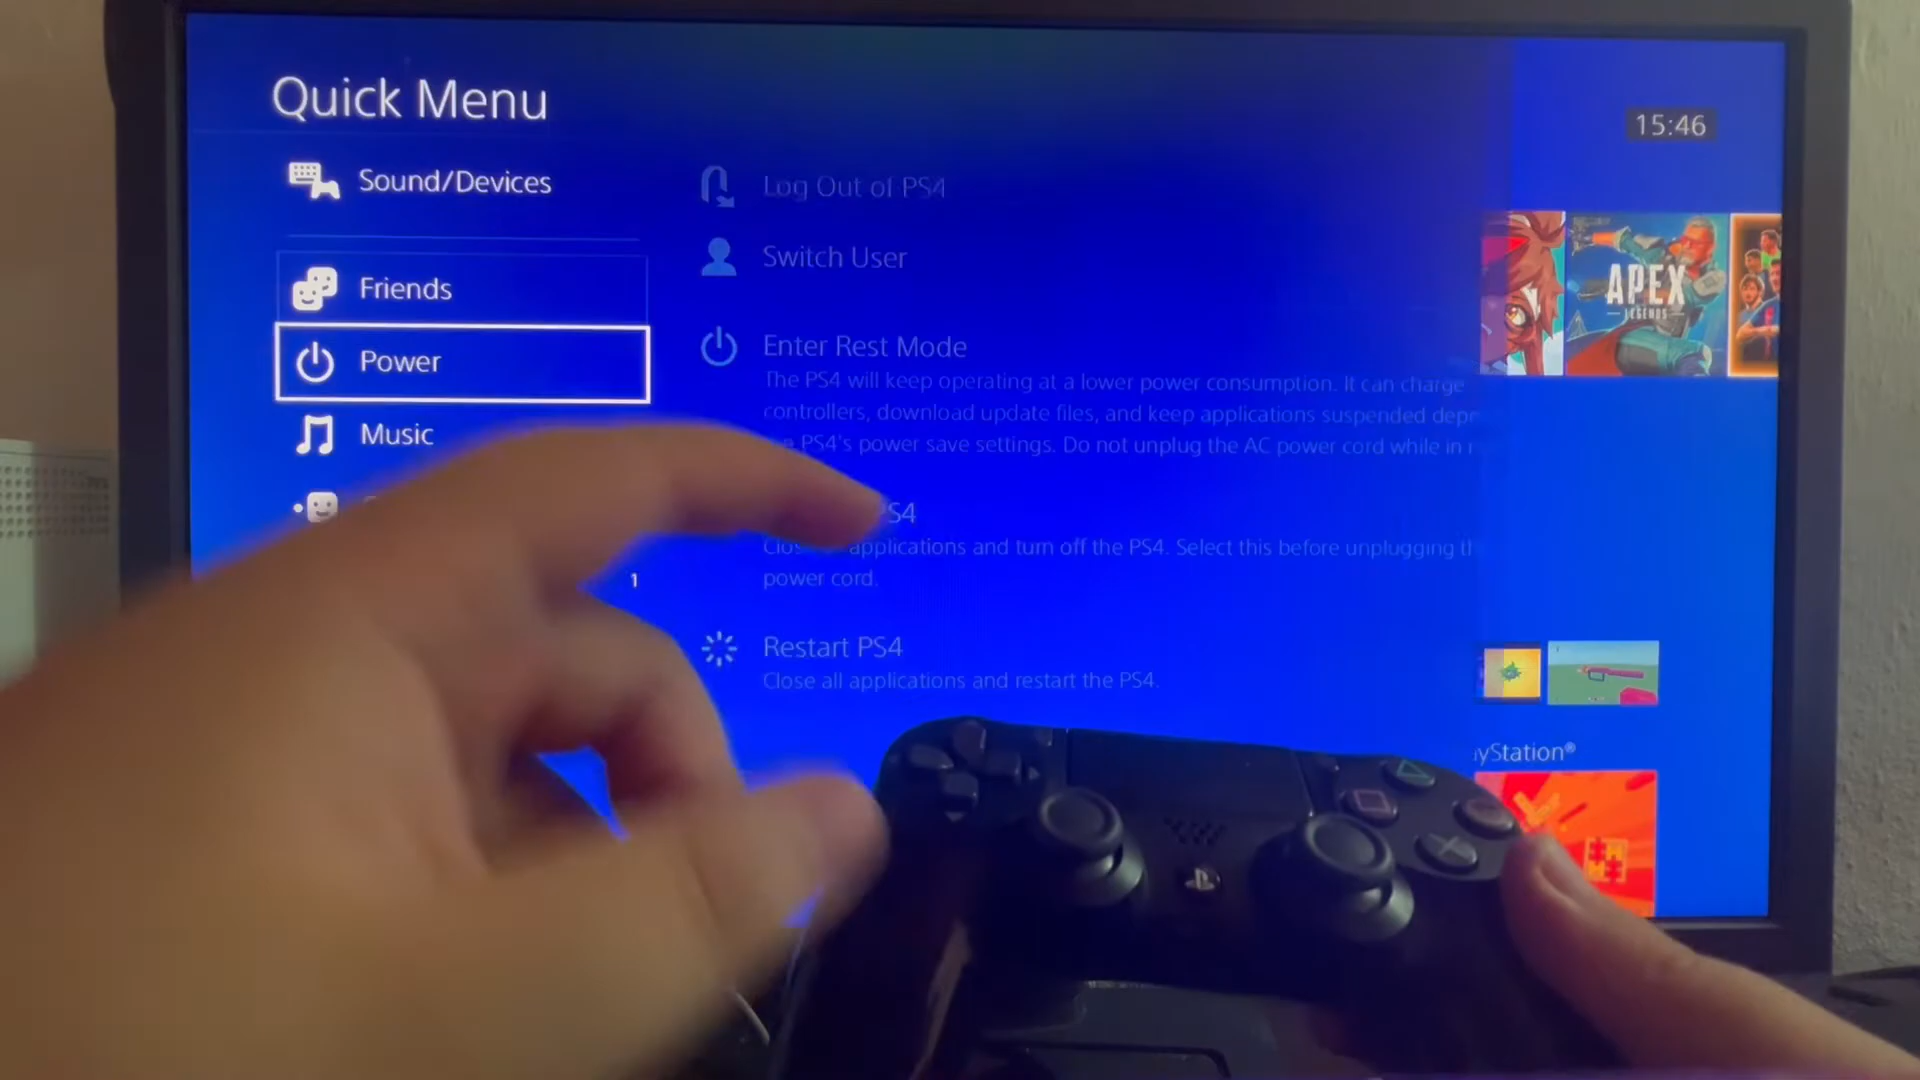 Quick Menu
15:46
Sound/Devices
Friends
Power
Music
Log Out of PS4
Switch User
Enter Rest Mode
The PS4 will keep operating at a lower power consumption. It can charge
controllers, download update files, and keep applications suspended
PS4's power save settings. Do not unplug the AC power cord while in
PS4
applications and turn off the PS4. Select this before unplugging
power cord.
1
Restart PS4
Close all applications and restart the PS4.
APEX
LEGENDS
yStation®